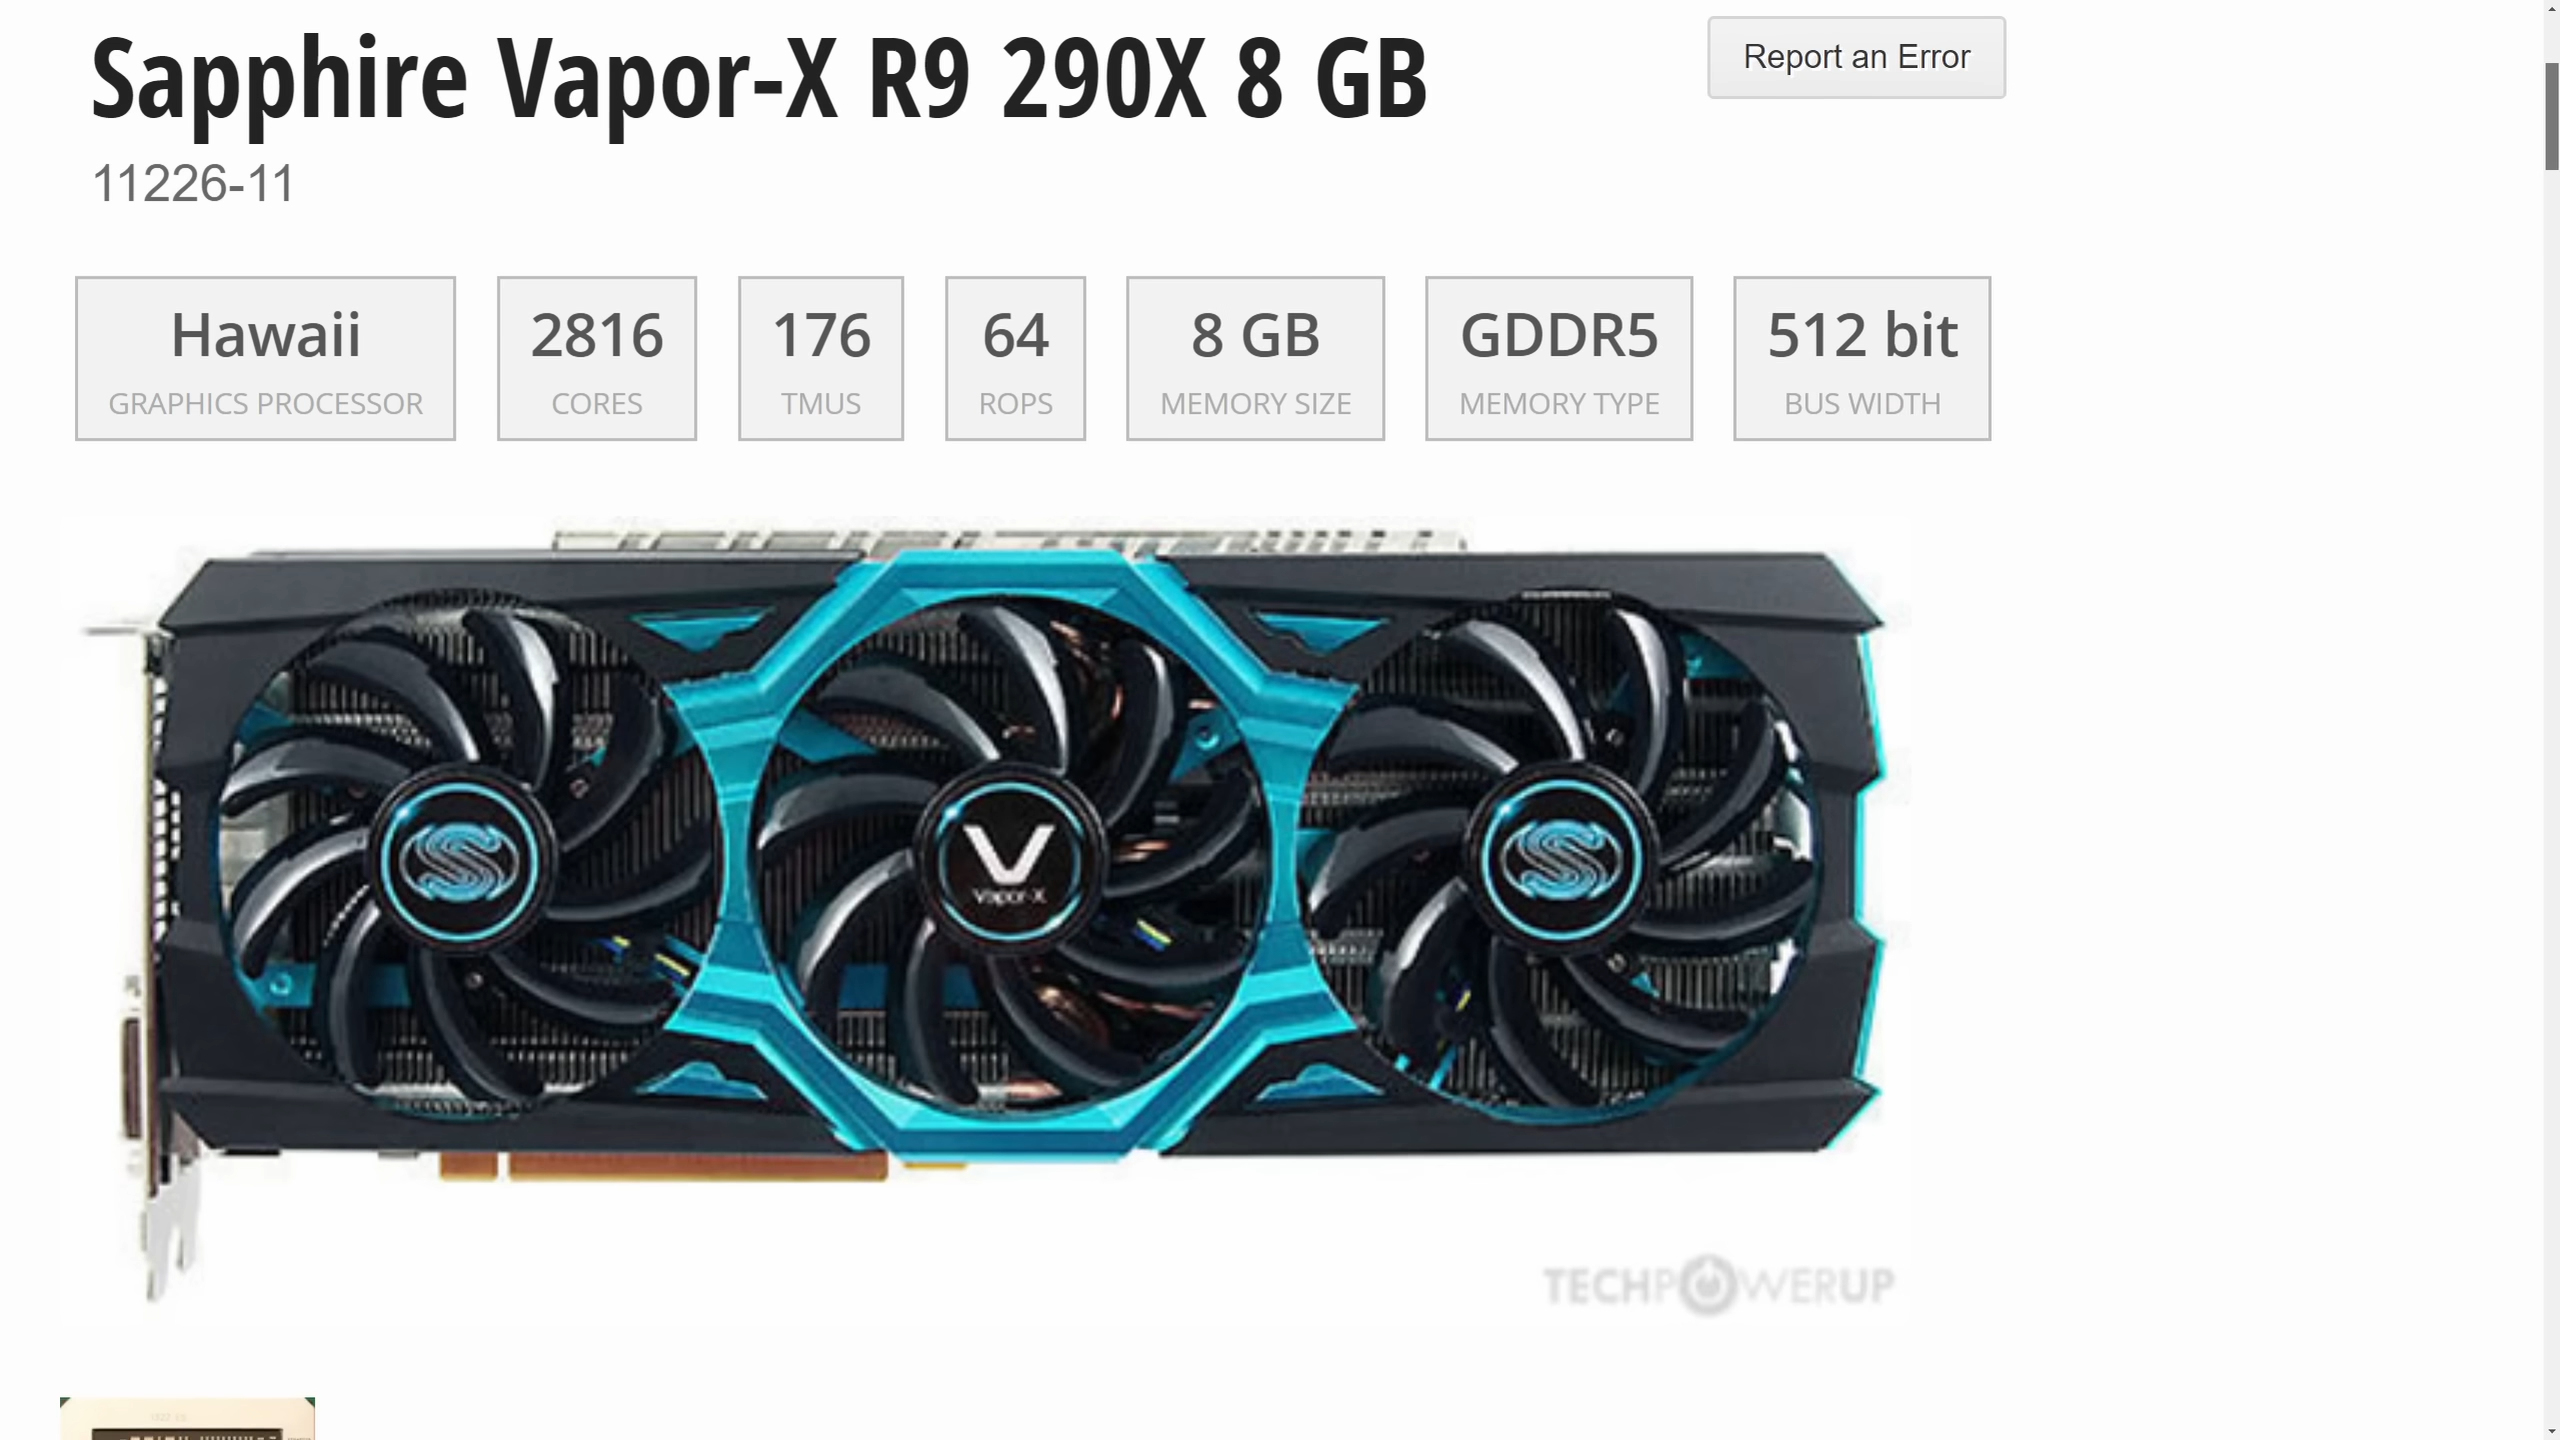 Sapphire Vapor-X R9 290X 8 GB
Report an Error
11226-11
Hawaii
GRAPHICS PROCESSOR
2816
CORES
176
TMUS
64
ROPS
8 GB
MEMORY SIZE
GDDR5
MEMORY TYPE
512 bit
BUS WIDTH
V
Vapor-X
TECHPOWERUP